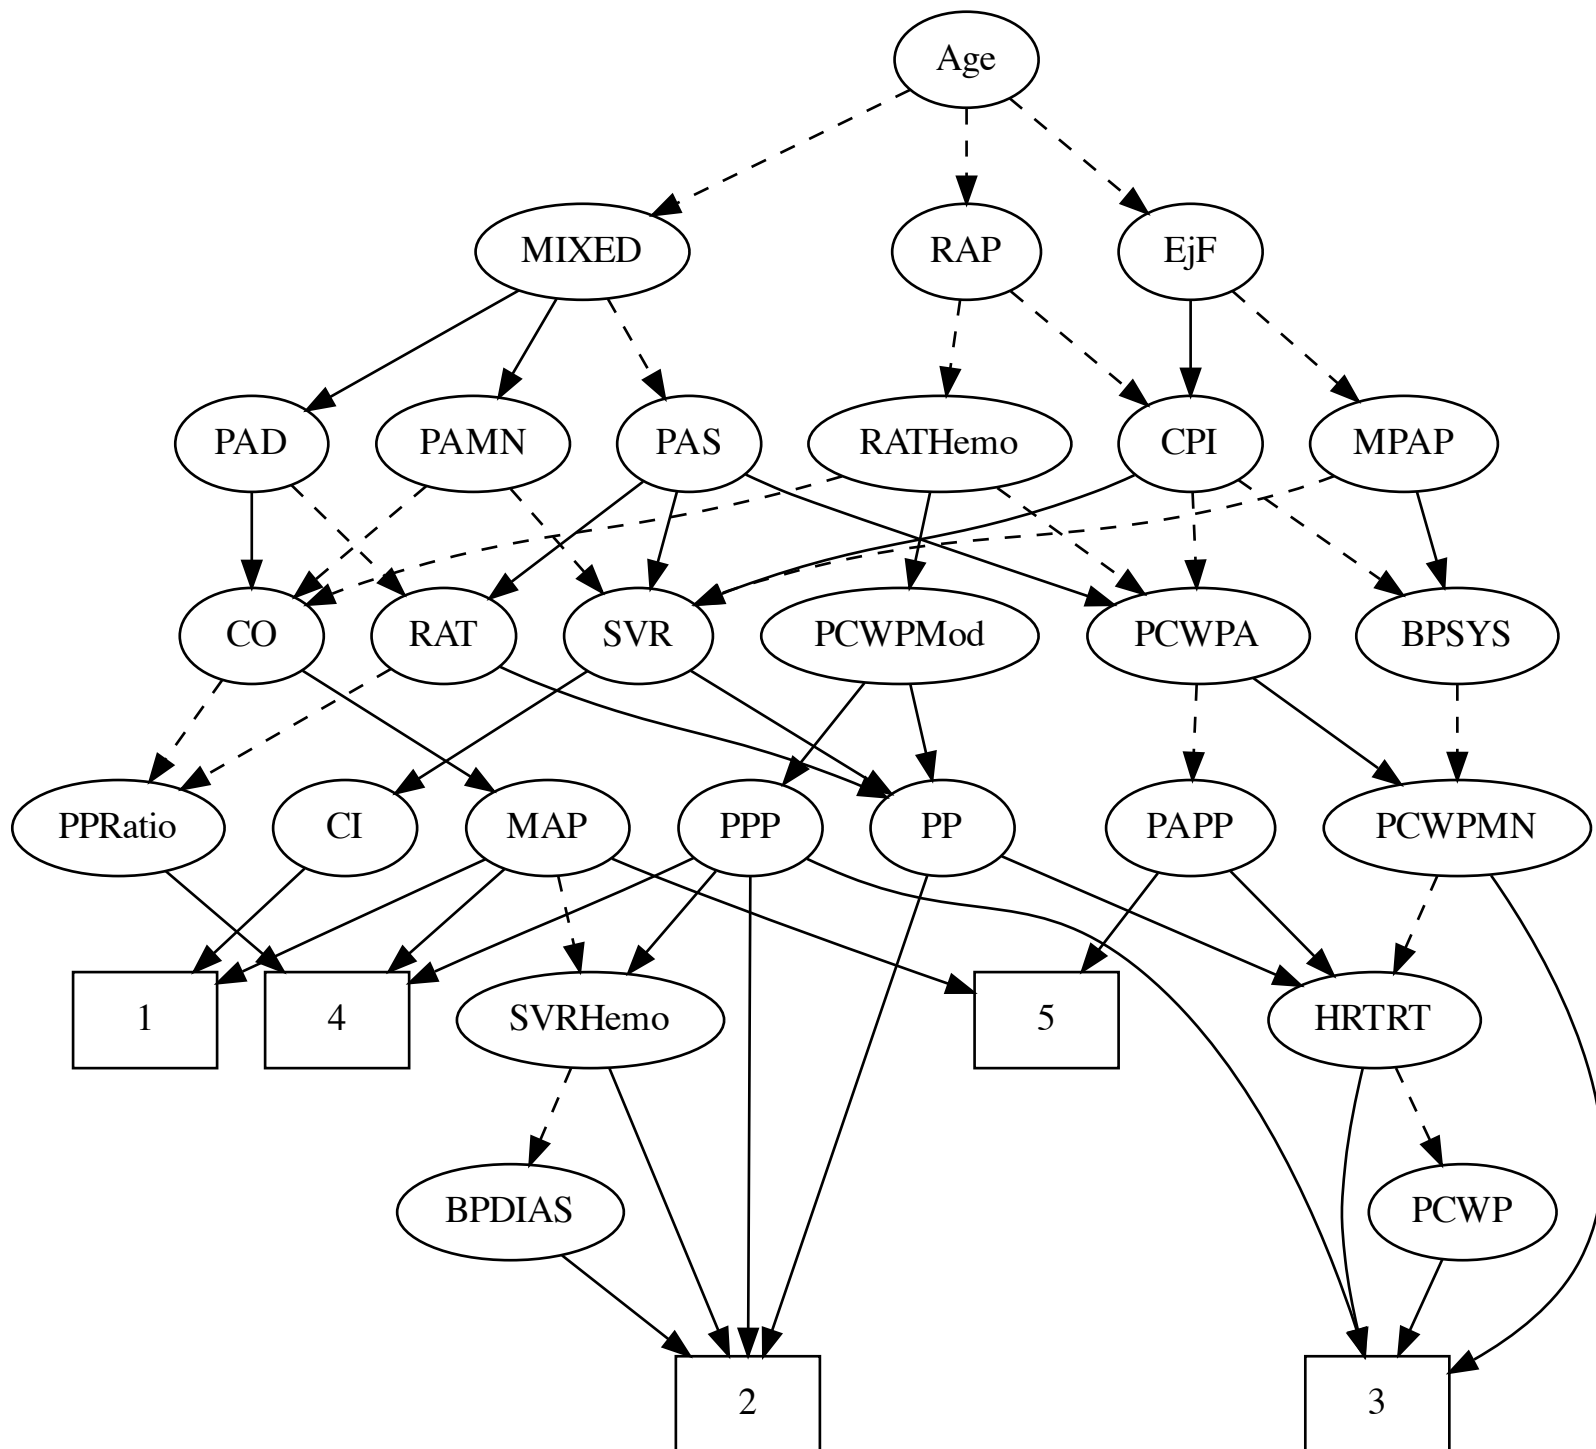 Age
MIXED
RAP
EjF
PAD
PAMN
PAS
RATHemo
CPI
MPAP
CO
RAT
SVR
PCWPMod
PCWPA
BPSYS
PPRatio
CI
MAP
PPP
PP
PAPP
PCWPMN
1
4
SVRHemo
5
HRTRT
BPDIAS
PCWP
2
3